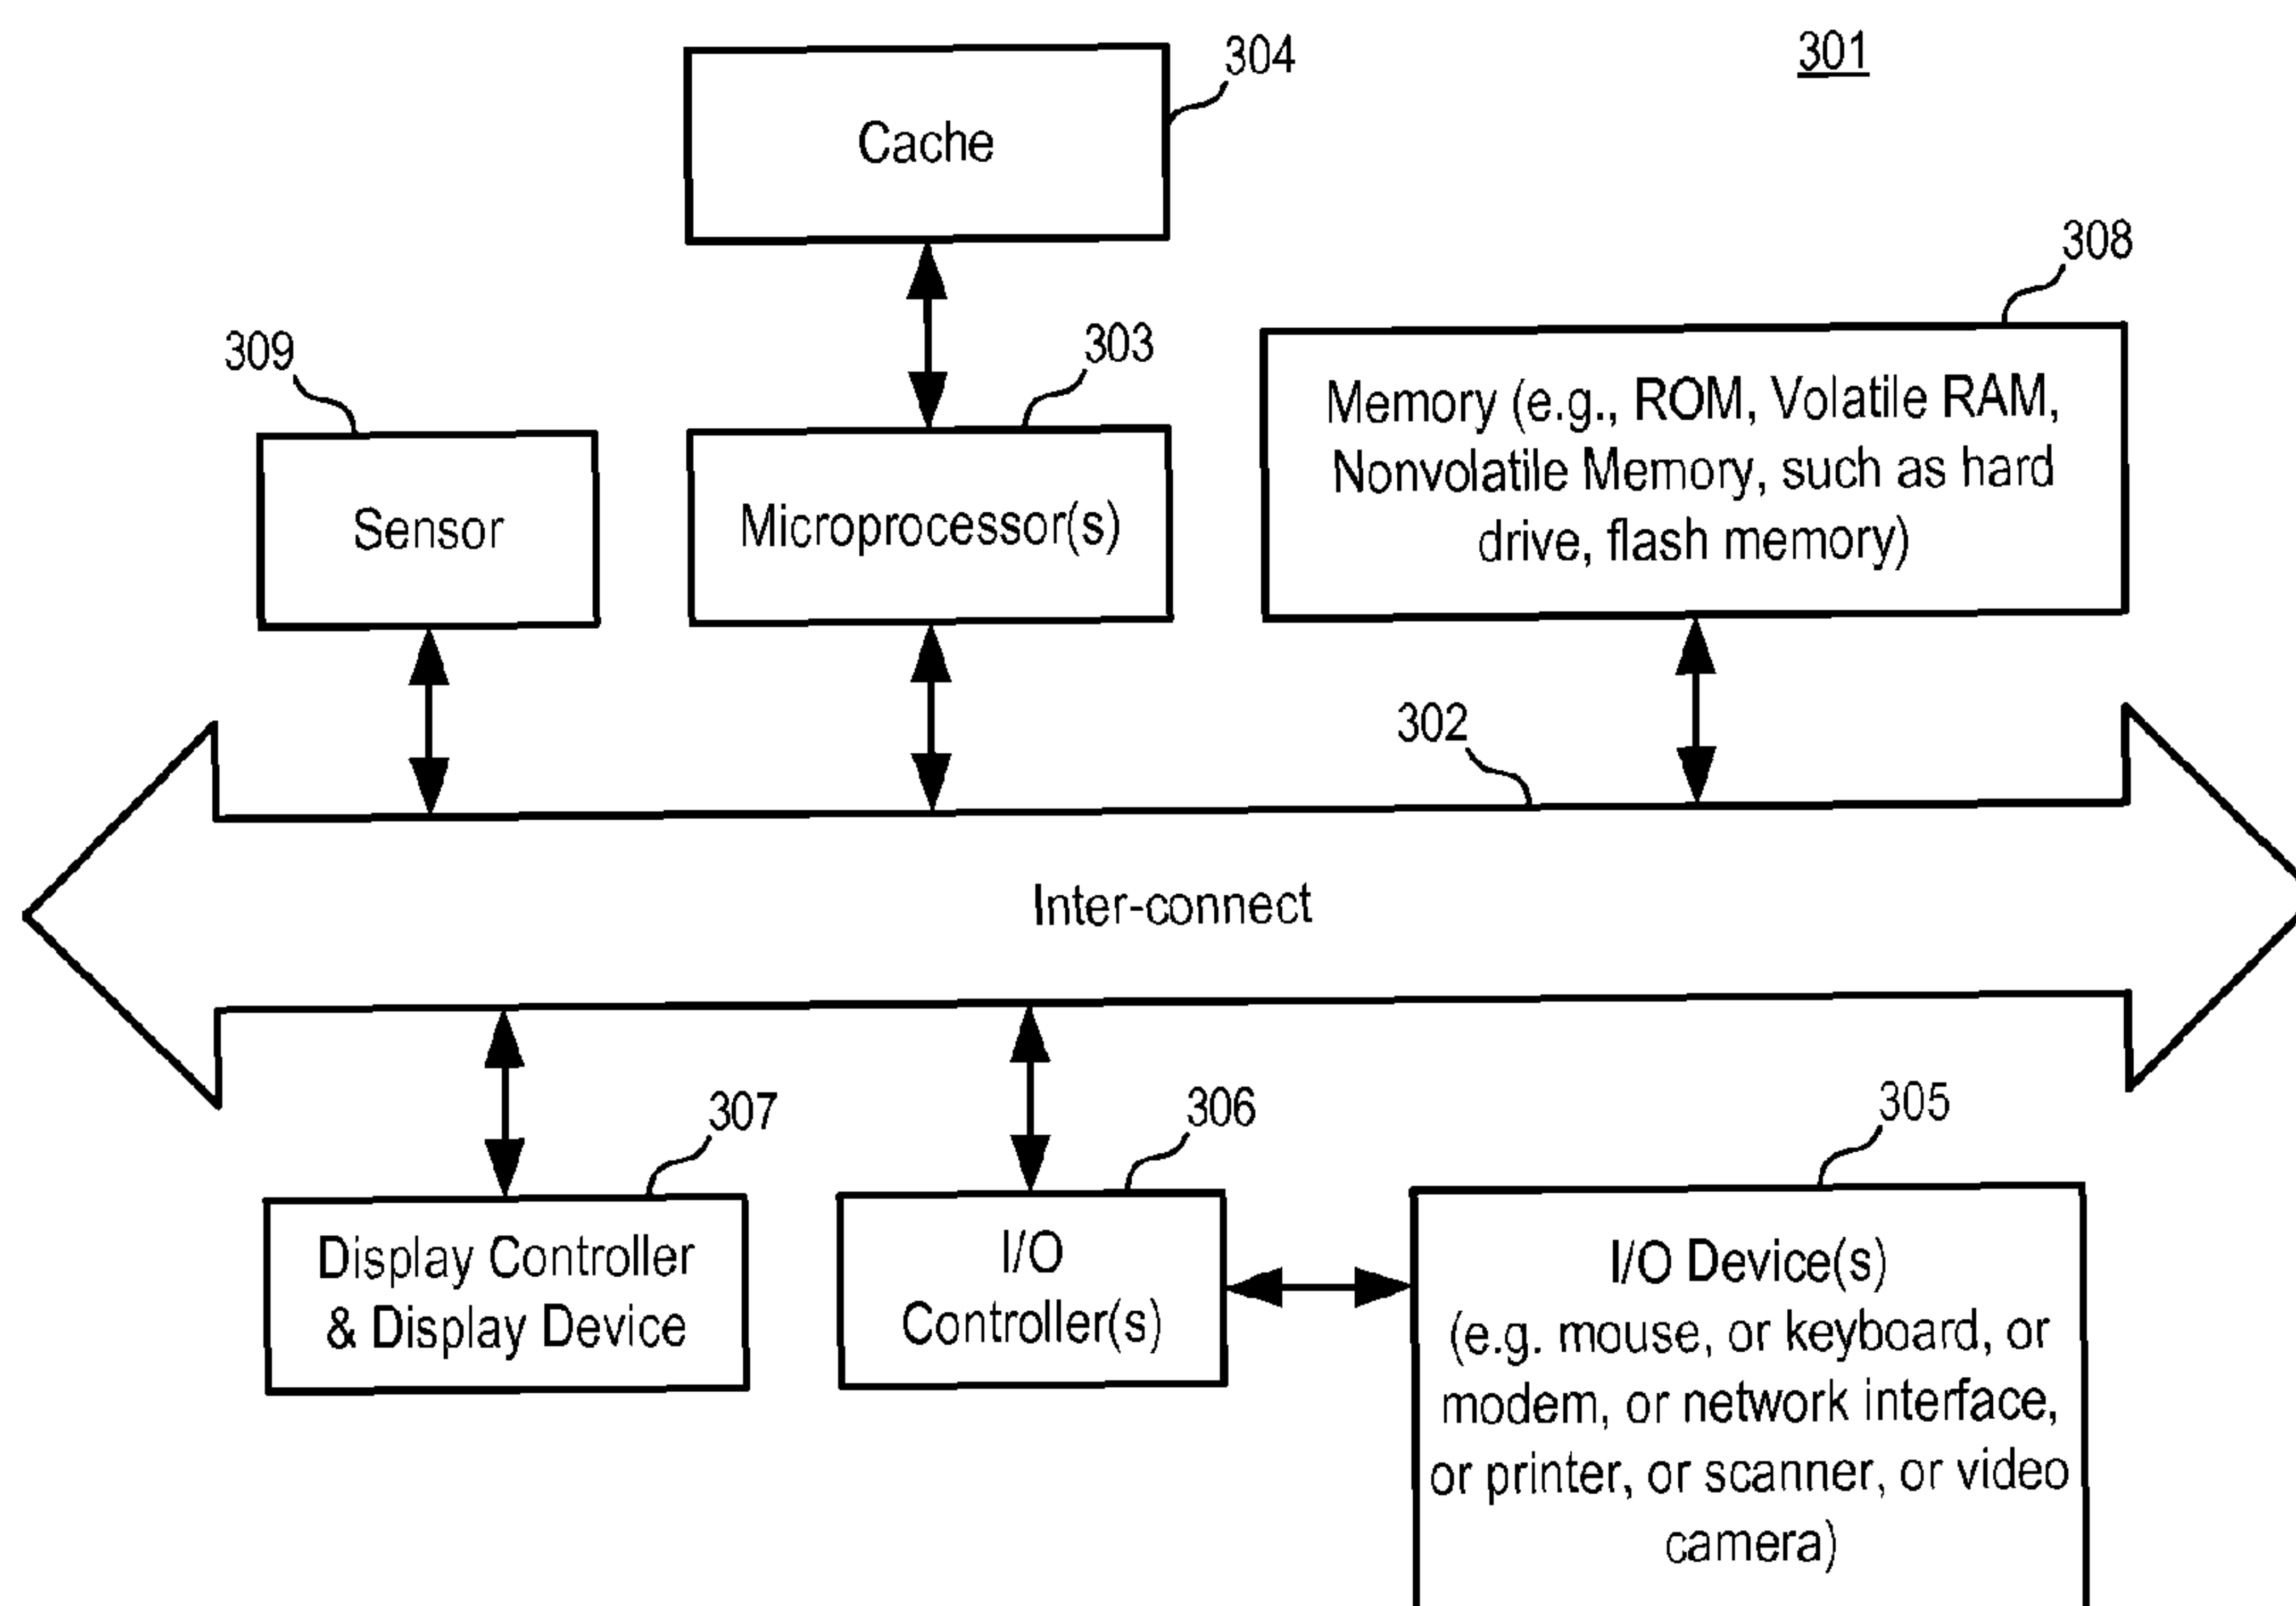 301
304
Cache
308
309
303
Memory (e.g., ROM, Volatile RAM,
Nonvolatile Memory, such as hard
drive, flash memory)
Sensor
Microprocessor(s)
302
Inter-connect
307
306
305
Display Controller
& Display Device
I/O
Controller(s)
I/O Device(s)
(e.g. mouse, or keyboard, or
modem, or network interface,
or printer, or scanner, or video
camera)